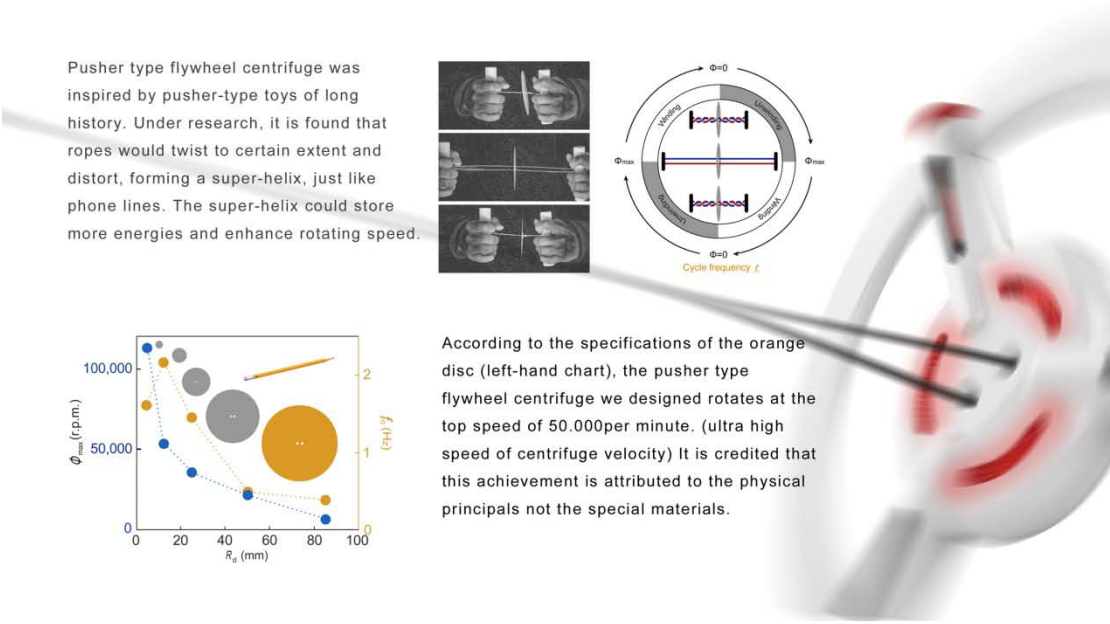 Pusher type flywheel centrifuge was
inspired by pusher-type toys of long
history. Under research, it is found that
ropes would twist to certain extent and
distort, forming a super-helix, just like
phone lines. The super-helix could store
more energies and enhance rotating speed.
Φ=0
Winding
Unwinding
Φmax
Φmax
Unwinding
Winding
Φ=0
Cycle frequency f
100,000
50,000
0
Φmax (r.p.m.)
2
1
0
f0 (Hz)
0 20 40 60 80 100
Rd (mm)
According to the specifications of the orange
disc (left-hand chart), the pusher type
flywheel centrifuge we designed rotates at the
top speed of 50.000per minute. (ultra high
speed of centrifuge velocity) It is credited that
this achievement is attributed to the physical
principals not the special materials.